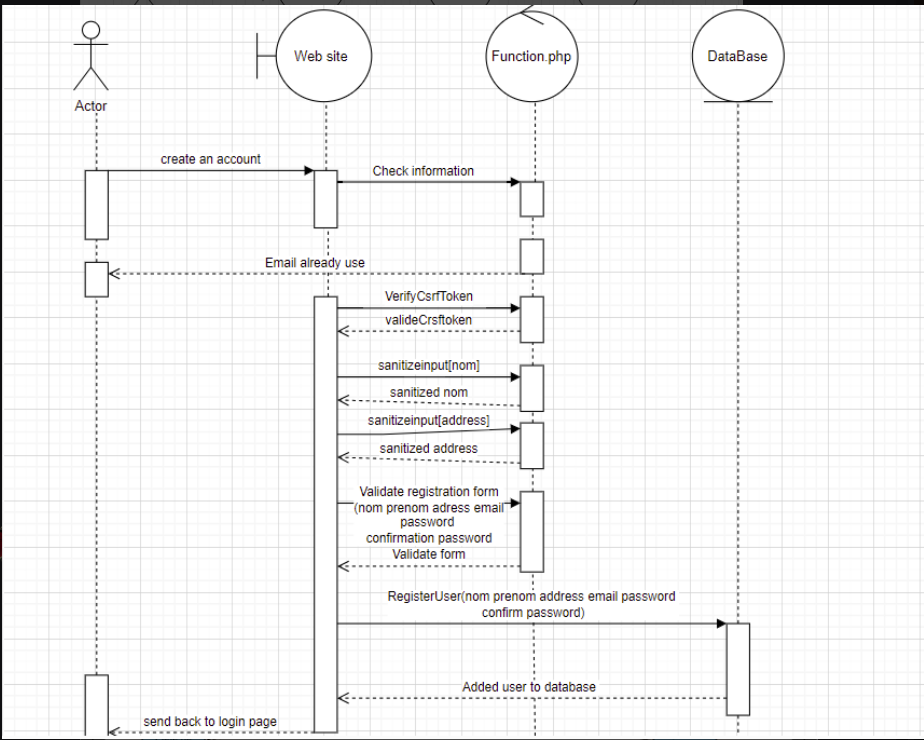 Web site
Function.php
DataBase
Actor
create an account
Check information
Email already use
VerifyCsrfToken
valideCrsftoken
sanitizeinput[nom]
sanitized nom
sanitizeinput[address]
sanitized address
Validate registration form
(nom prenom adress email
password
confirmation password
Validate form
RegisterUser(nom prenom address email password
confirm password)
Added user to database
send back to login page